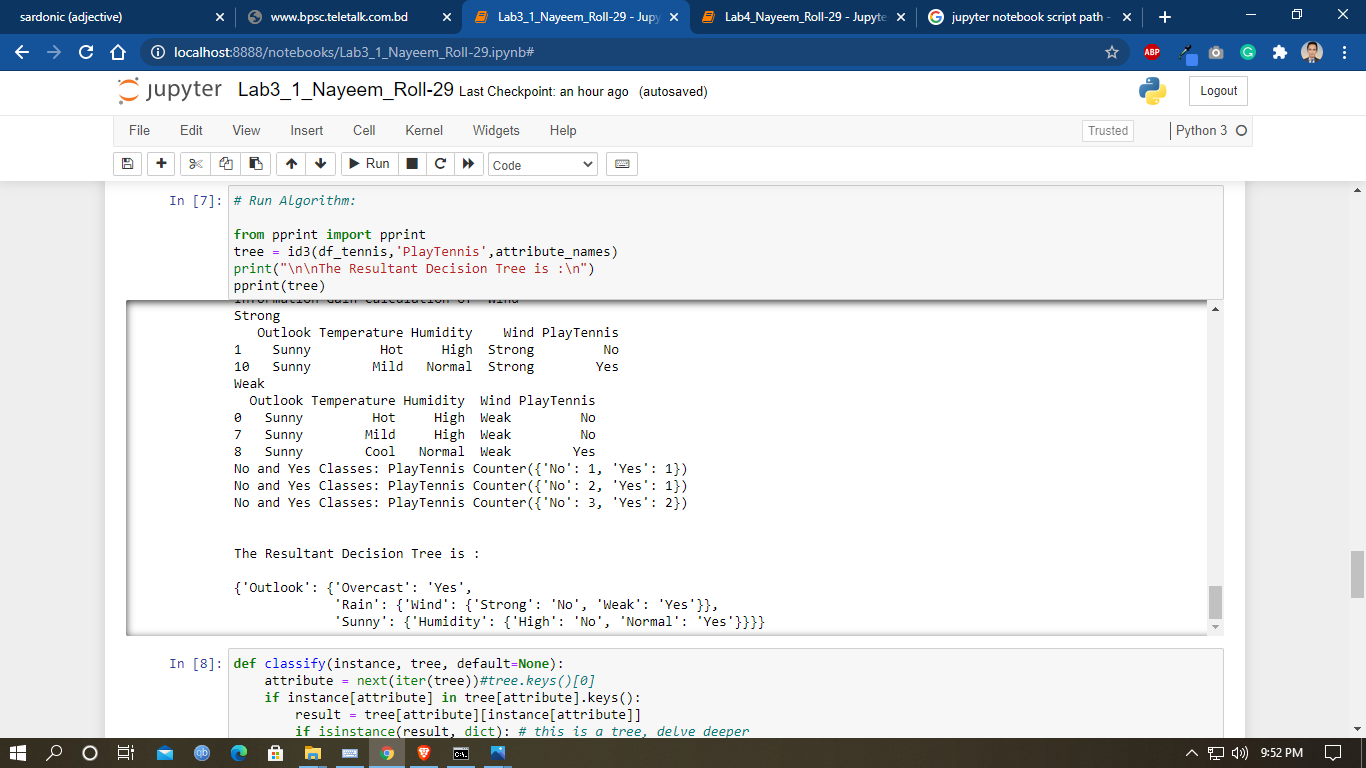 sardonic (adjective)
www.bpsc.teletalk.com.bd
Lab3_1_Nayeem_Roll-29 - Jupy
Lab4_Nayeem_Roll-29 - Jupyte
jupyter notebook script path -
localhost:8888/notebooks/Lab3_1_Nayeem_Roll-29.ipynb#
ABP
jupyter Lab3_1_Nayeem_Roll-29 Last Checkpoint: an hour ago (autosaved)
Logout
File Edit View Insert Cell Kernel Widgets Help
Trusted
Python 3
Run
Code
In [7]:
# Run Algorithm:
from pprint import pprint
tree = id3(df_tennis,'PlayTennis',attribute_names)
print("\n\nThe Resultant Decision Tree is :\n")
pprint(tree)
Information Gain Calculation of  Wind
Strong
   Outlook Temperature Humidity    Wind PlayTennis
1    Sunny         Hot     High  Strong         No
10   Sunny        Mild   Normal  Strong        Yes
Weak
  Outlook Temperature Humidity  Wind PlayTennis
0   Sunny         Hot     High  Weak         No
7   Sunny        Mild     High  Weak         No
8   Sunny        Cool   Normal  Weak        Yes
No and Yes Classes: PlayTennis Counter({'No': 1, 'Yes': 1})
No and Yes Classes: PlayTennis Counter({'No': 2, 'Yes': 1})
No and Yes Classes: PlayTennis Counter({'No': 3, 'Yes': 2})
The Resultant Decision Tree is :
{'Outlook': {'Overcast': 'Yes',
             'Rain': {'Wind': {'Strong': 'No', 'Weak': 'Yes'}},
             'Sunny': {'Humidity': {'High': 'No', 'Normal': 'Yes'}}}}
In [8]:
def classify(instance, tree, default=None):
    attribute = next(iter(tree))#tree.keys()[0]
    if instance[attribute] in tree[attribute].keys():
        result = tree[attribute][instance[attribute]]
        if isinstance(result, dict): # this is a tree, delve deeper
qb
9:52 PM